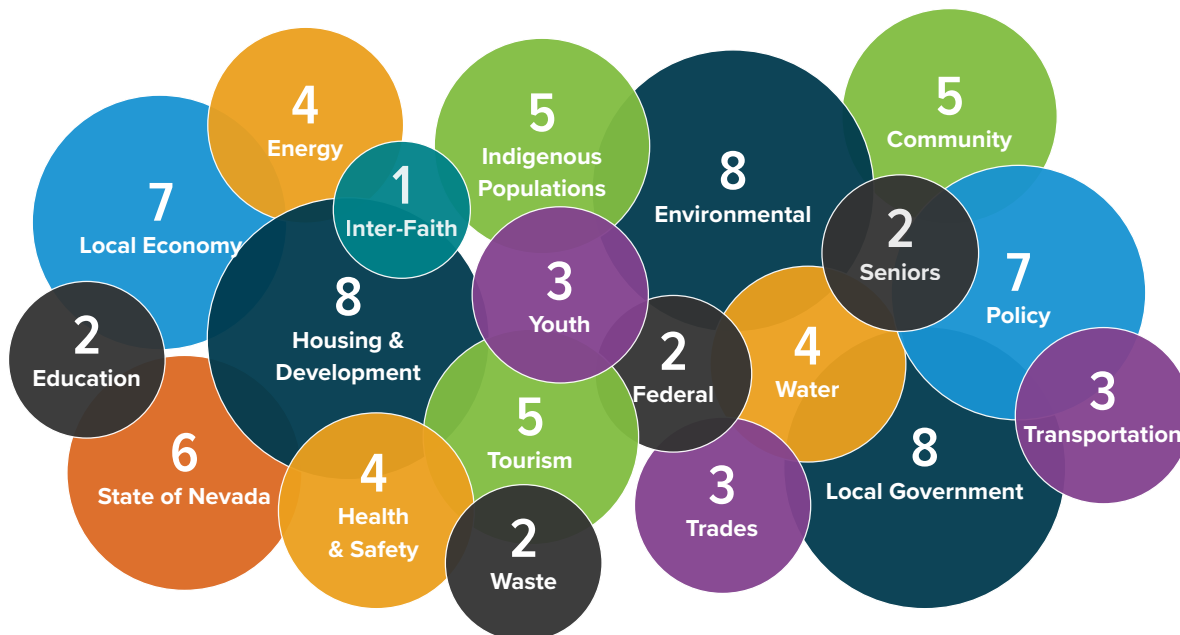 4
Energy
5
Indigenous
Populations
5
Community
8
Environmental
1
Inter-Faith
7
Local Economy
2
Seniors
3
Youth
7
Policy
8
Housing &
Development
2
Education
2
Federal
4
Water
3
Transportation
5
Tourism
6
State of Nevada
4
Health
& Safety
8
Local Government
3
Trades
2
Waste